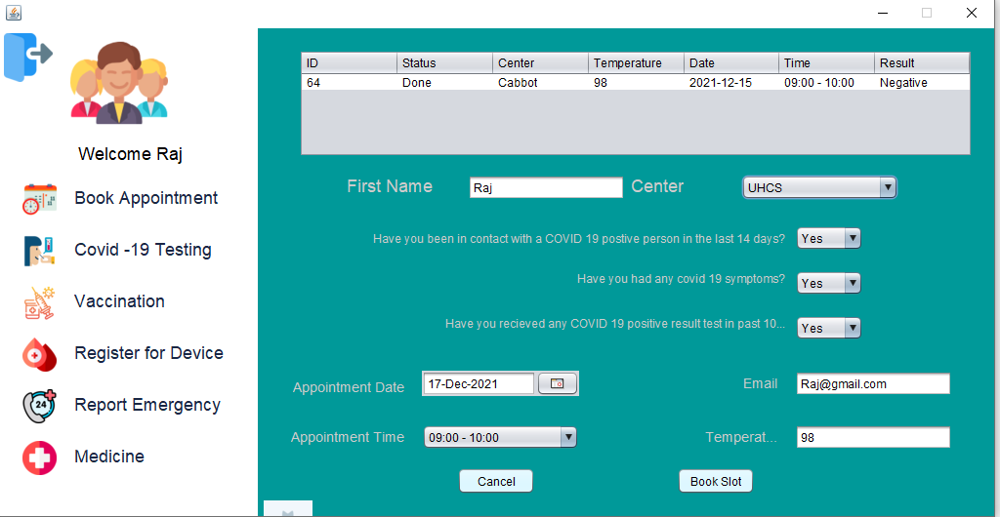 ID Status Center Temperature Date Time Result
64 Done Cabbot 98 2021-12-15 09:00 - 10:00 Negative
Welcome Raj
Book Appointment
Covid -19 Testing
Vaccination
Register for Device
Report Emergency
24
Medicine
First Name Raj Center UHCS
Have you been in contact with a COVID 19 postive person in the last 14 days? Yes
Have you had any covid 19 symptoms? Yes
Have you recieved any COVID 19 positive result test in past 10... Yes
Appointment Date 17-Dec-2021 Email Raj@gmail.com
Appointment Time 09:00 - 10:00 Temperat... 98
Cancel Book Slot